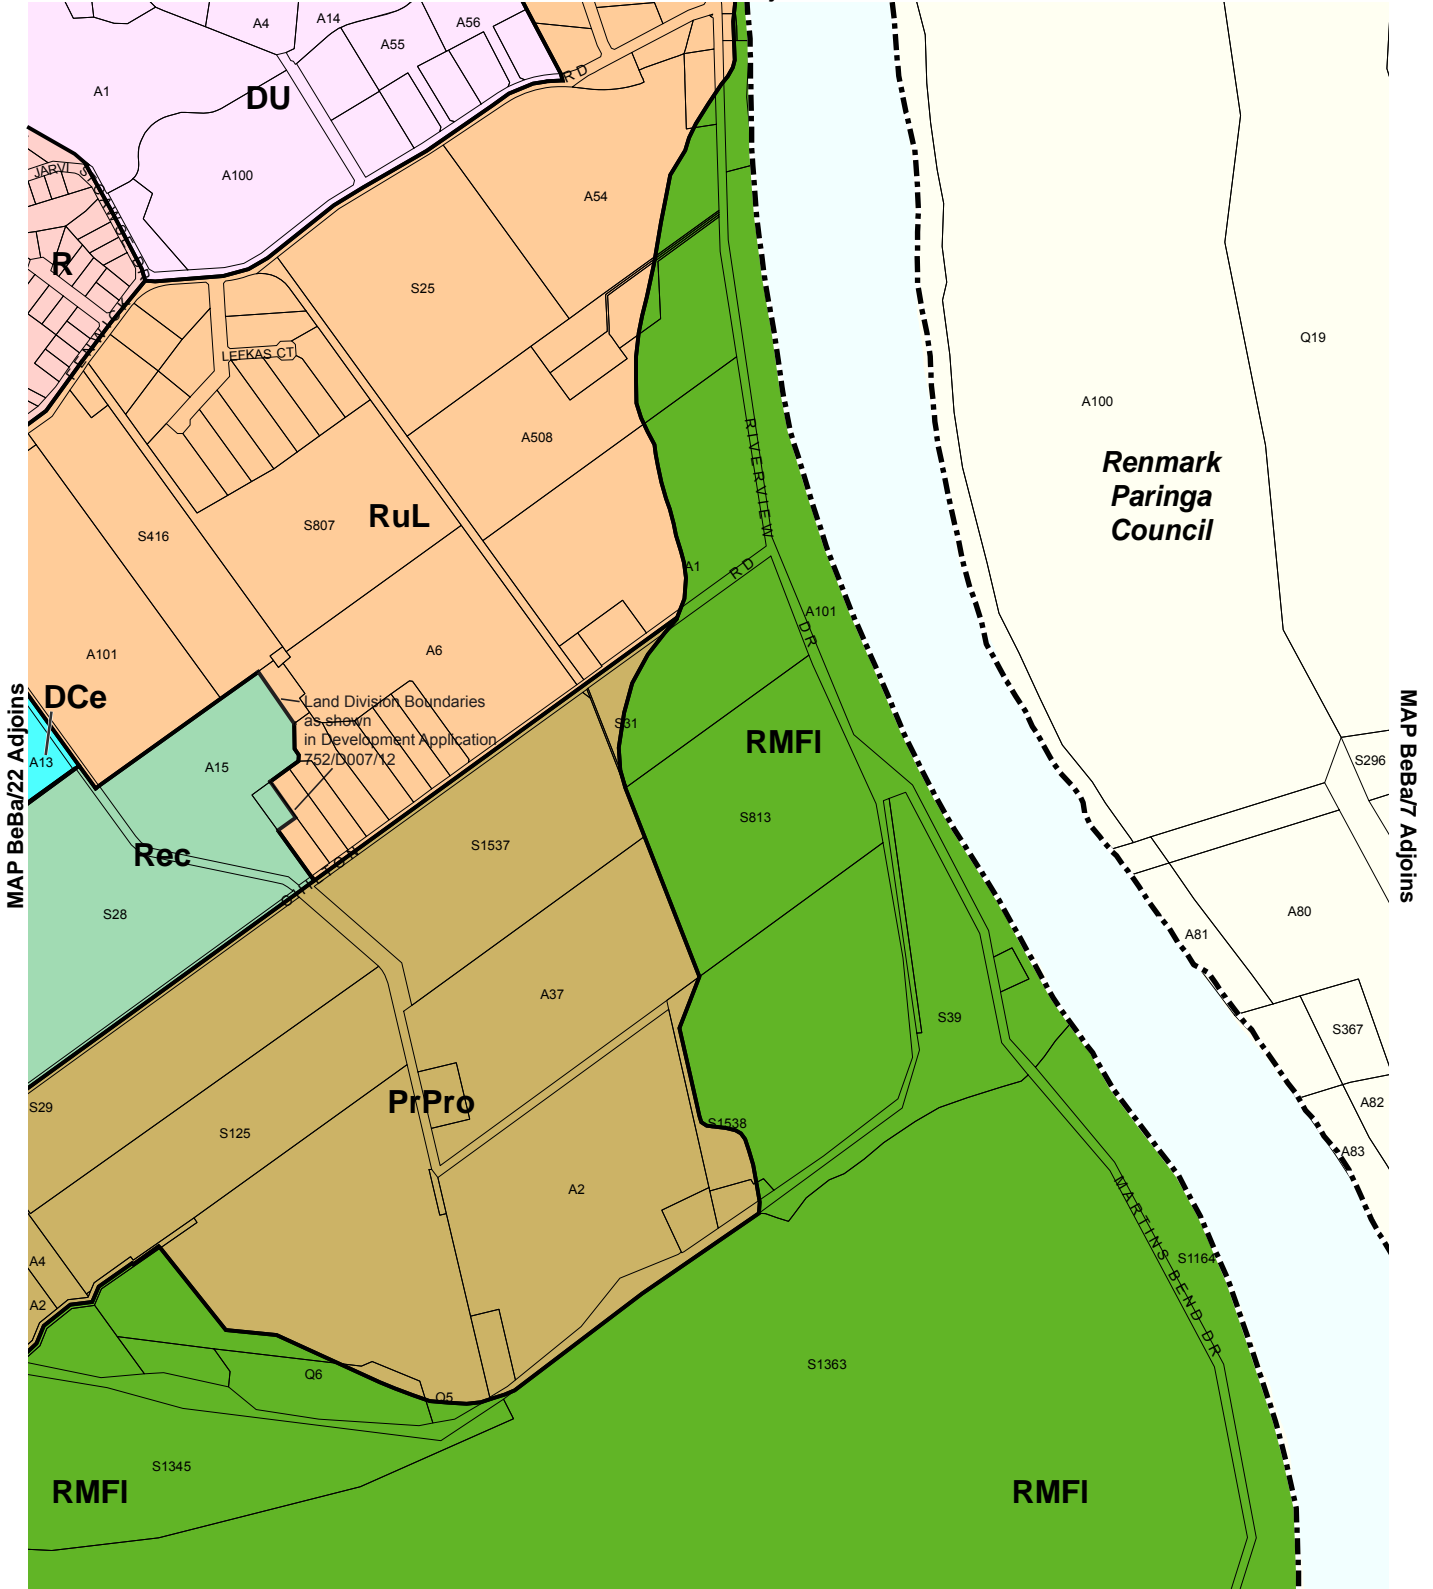 A4
A14
A56
A55
RD
A1
DU
A100
JARVI ST
A54
R
S25
LEFKAS CT
Q19
A100
A508
Renmark
Paringa
Council
RIVERVIEW
DR
RuL
S807
S416
A1
RD
A101
A6
A101
MAP BeBa/22 Adjoins
DCe
Land Division Boundaries
as shown
in Development Application
752/D007/12
S31
RMFI
MAP BeBa/7 Adjoins
A13
A15
S296
S813
S1537
Rec
S28
A80
A81
A37
S39
S367
PrPro
S29
S125
S1538
A82
A83
A2
MARTINS BEND DR
S1164
A4
A2
S1363
Q6
Q5
S1345
RMFI
RMFI